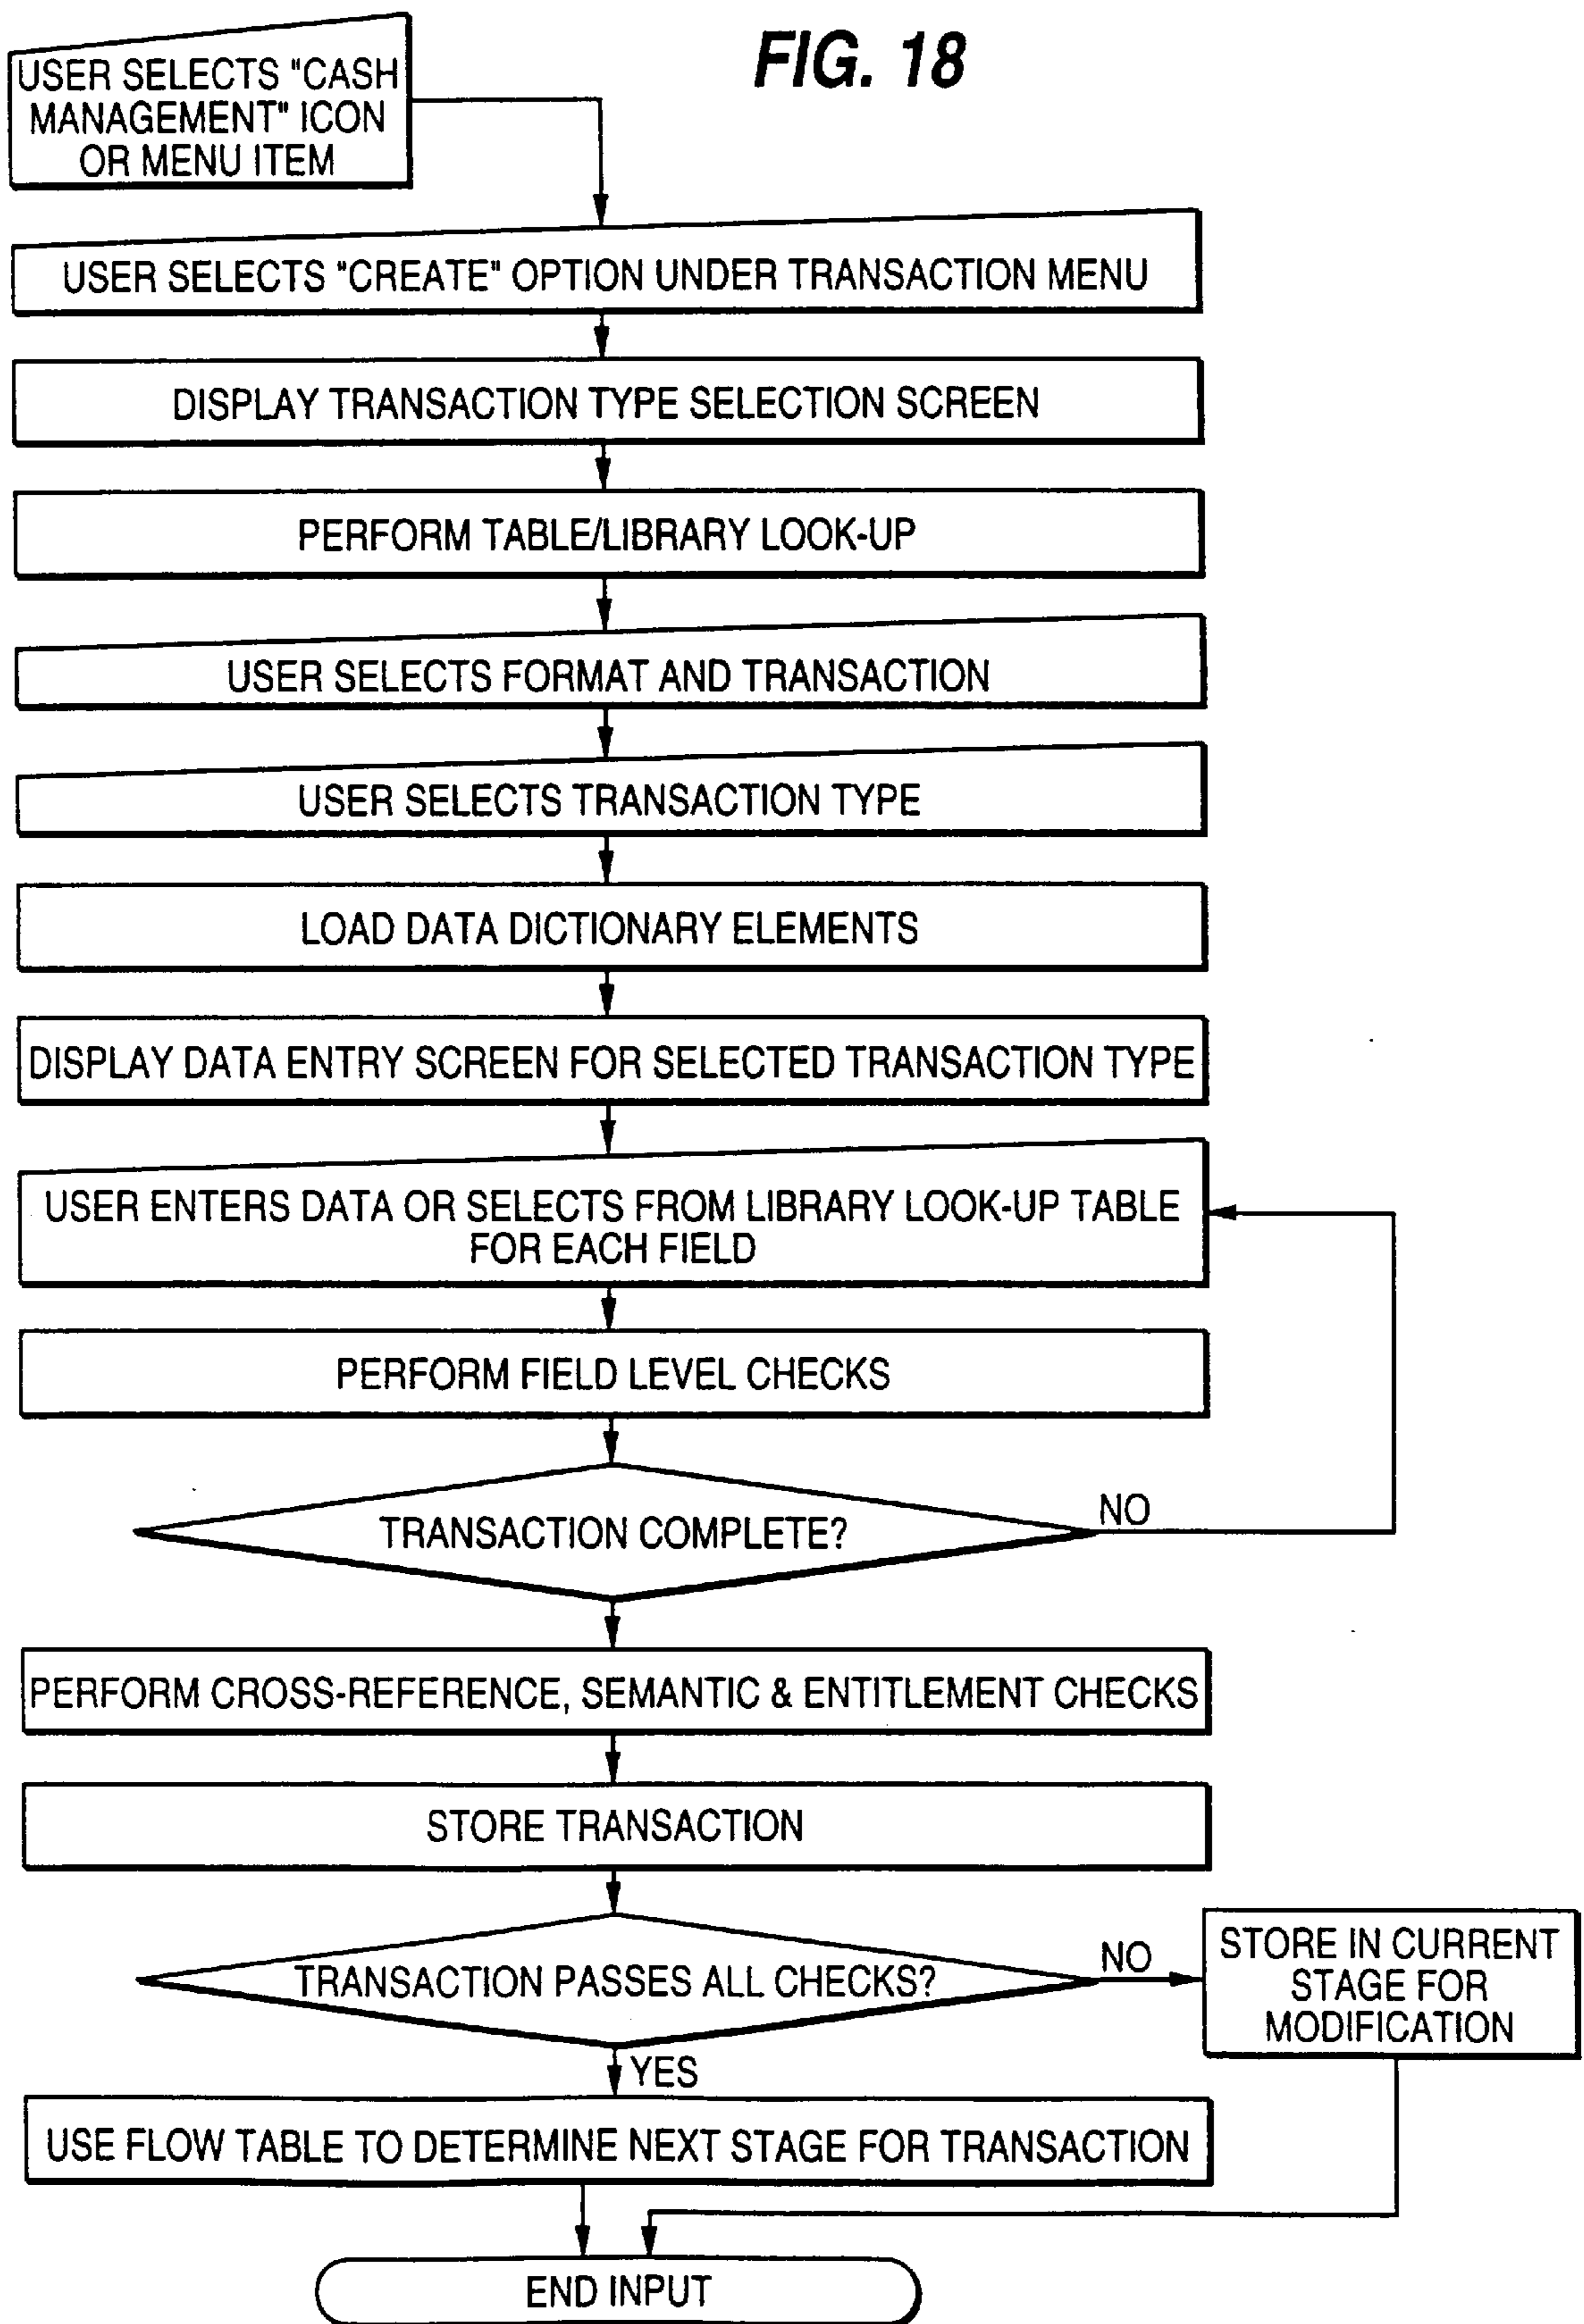 FIG. 18
USER SELECTS "CASH
MANAGEMENT" ICON
OR MENU ITEM
USER SELECTS "CREATE" OPTION UNDER TRANSACTION MENU
DISPLAY TRANSACTION TYPE SELECTION SCREEN
PERFORM TABLE/LIBRARY LOOK-UP
USER SELECTS FORMAT AND TRANSACTION
USER SELECTS TRANSACTION TYPE
LOAD DATA DICTIONARY ELEMENTS
DISPLAY DATA ENTRY SCREEN FOR SELECTED TRANSACTION TYPE
USER ENTERS DATA OR SELECTS FROM LIBRARY LOOK-UP TABLE
FOR EACH FIELD
PERFORM FIELD LEVEL CHECKS
TRANSACTION COMPLETE?
NO
PERFORM CROSS-REFERENCE, SEMANTIC & ENTITLEMENT CHECKS
STORE TRANSACTION
TRANSACTION PASSES ALL CHECKS?
NO
STORE IN CURRENT
STAGE FOR
MODIFICATION
YES
USE FLOW TABLE TO DETERMINE NEXT STAGE FOR TRANSACTION
END INPUT